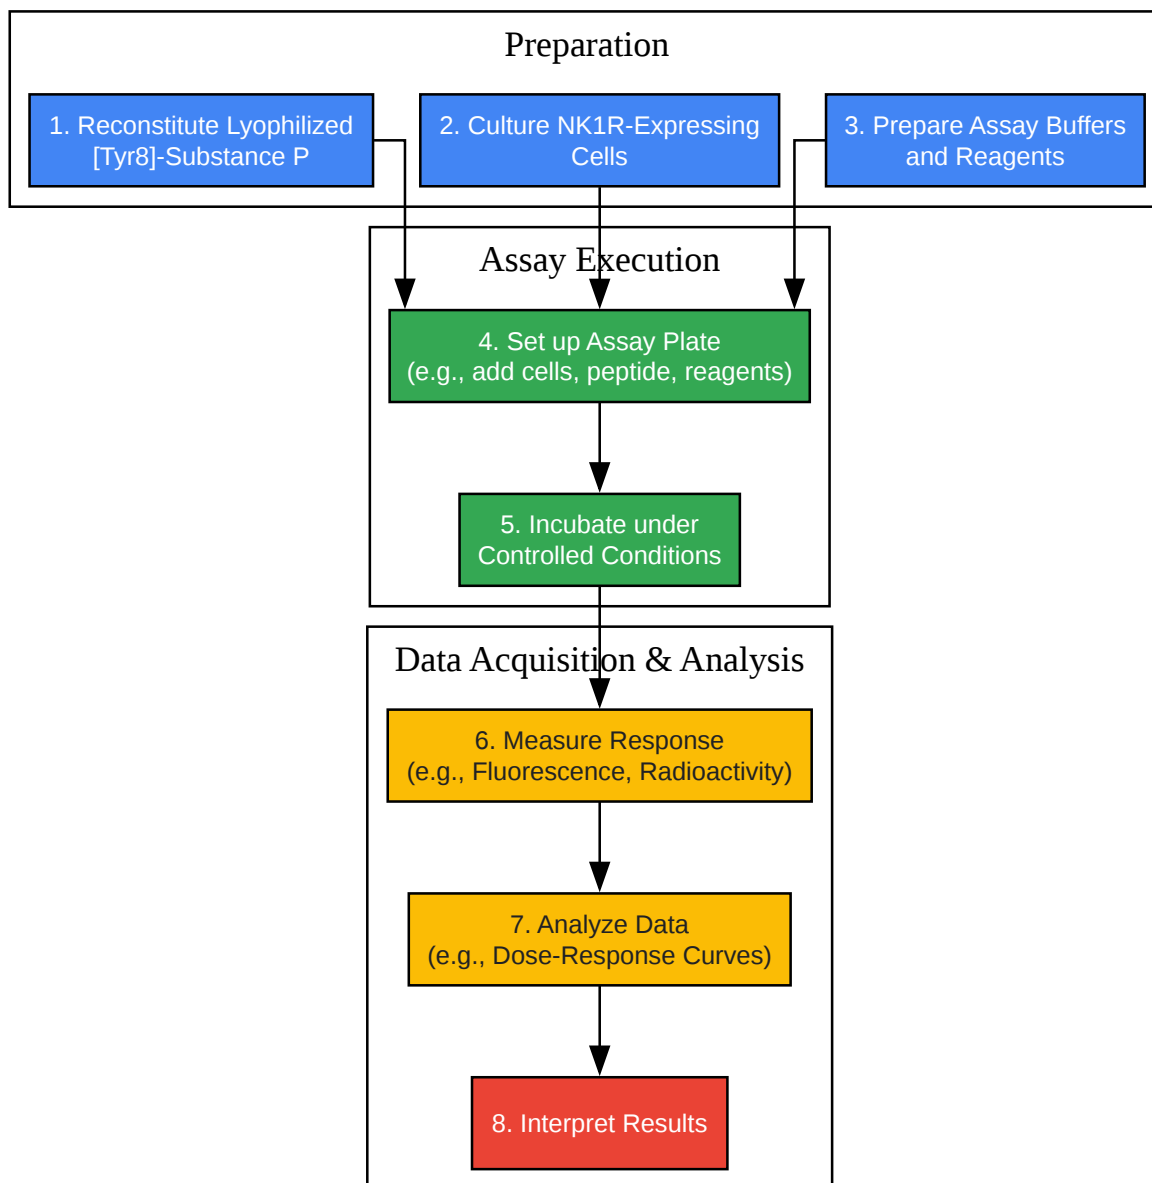 Preparation
1. Reconstitute Lyophilized
[Tyr8]-Substance P
2. Culture NK1R-Expressing
Cells
3. Prepare Assay Buffers
and Reagents
Assay Execution
4. Set up Assay Plate
(e.g., add cells, peptide, reagents)
5. Incubate under
Controlled Conditions
Data Acquisition & Analysis
6. Measure Response
(e.g., Fluorescence, Radioactivity)
7. Analyze Data
(e.g., Dose-Response Curves)
8. Interpret Results